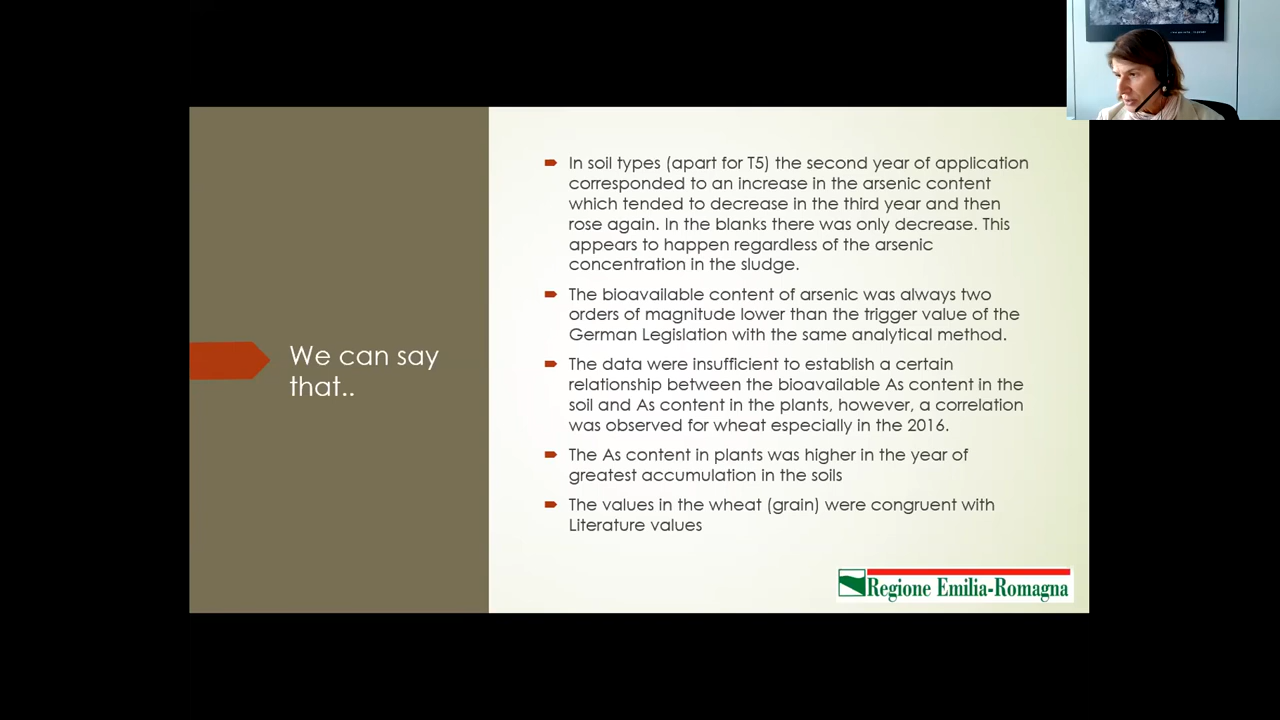 We can say
that..
In soil types (apart for T5) the second year of application
corresponded to an increase in the arsenic content
which tended to decrease in the third year and then
rose again. In the blanks there was only decrease. This
appears to happen regardless of the arsenic
concentration in the sludge.
The bioavailable content of arsenic was always two
orders of magnitude lower than the trigger value of the
German Legislation with the same analytical method.
The data were insufficient to establish a certain
relationship between the bioavailable As content in the
soil and As content in the plants, however, a correlation
was observed for wheat especially in the 2016.
The As content in plants was higher in the year of
greatest accumulation in the soils
The values in the wheat (grain) were congruent with
Literature values
Regione Emilia-Romagna